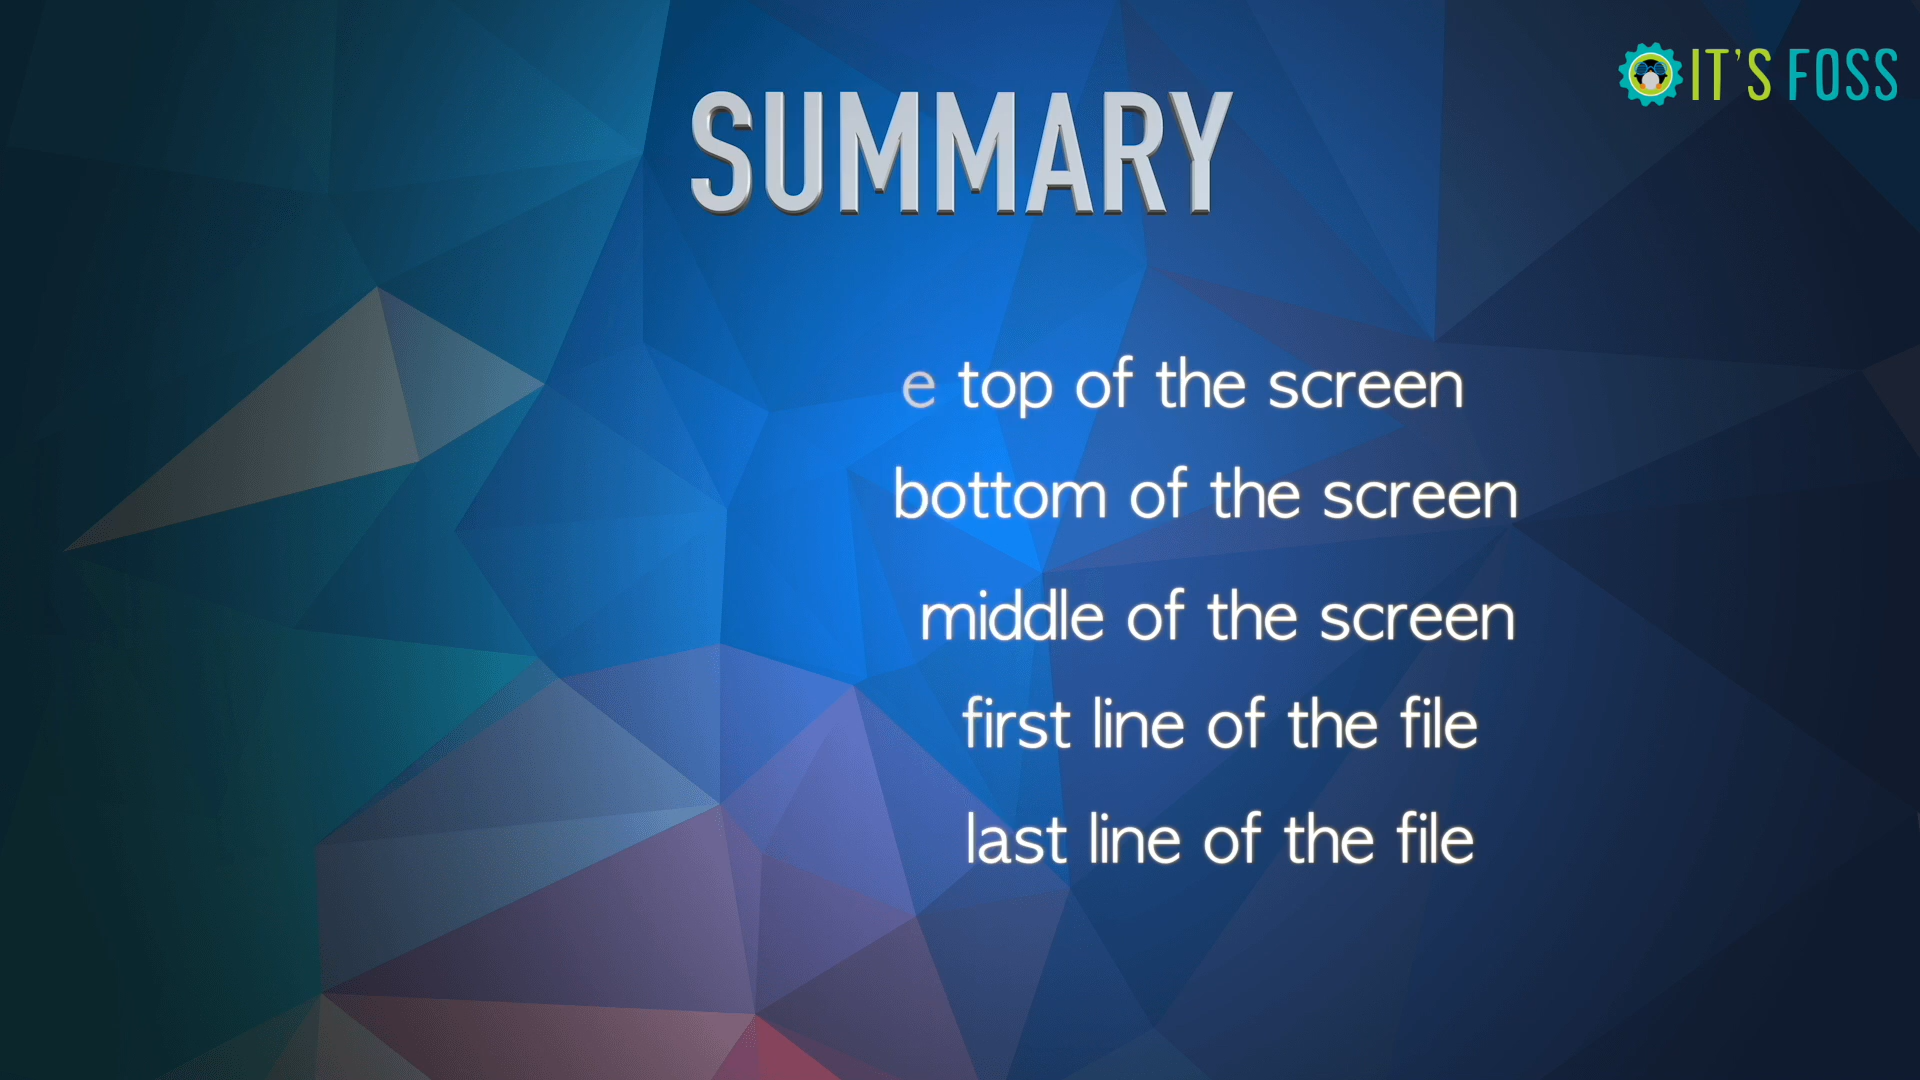 IT'S FOSS
SUMMARY
e top of the screen
bottom of the screen
middle of the screen
first line of the file
last line of the file